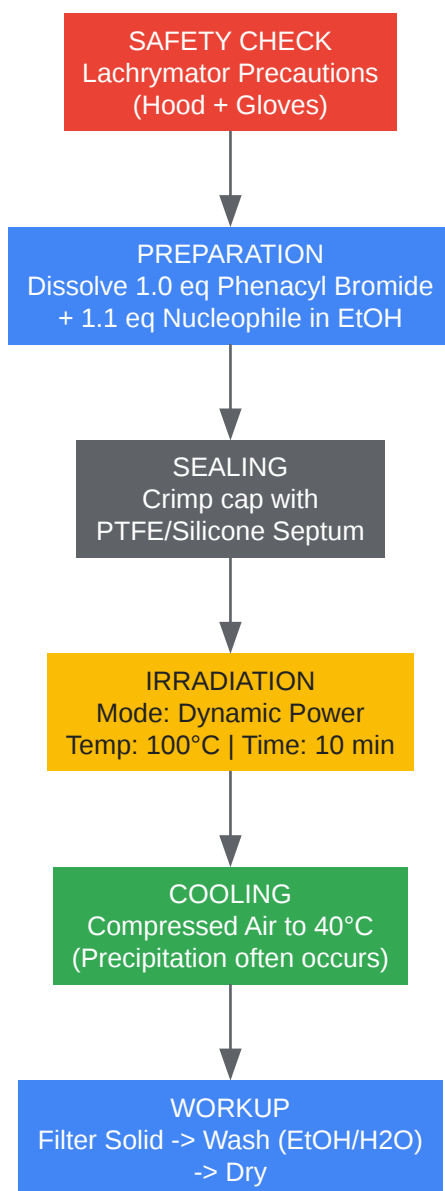 SAFETY CHECK
Lachrymator Precautions
(Hood + Gloves)
PREPARATION
Dissolve 1.0 eq Phenacyl Bromide
+ 1.1 eq Nucleophile in EtOH
SEALING
Crimp cap with
PTFE/Silicone Septum
IRRADIATION
Mode: Dynamic Power
Temp: 100°C | Time: 10 min
COOLING
Compressed Air to 40°C
(Precipitation often occurs)
WORKUP
Filter Solid -> Wash (EtOH/H2O)
-> Dry